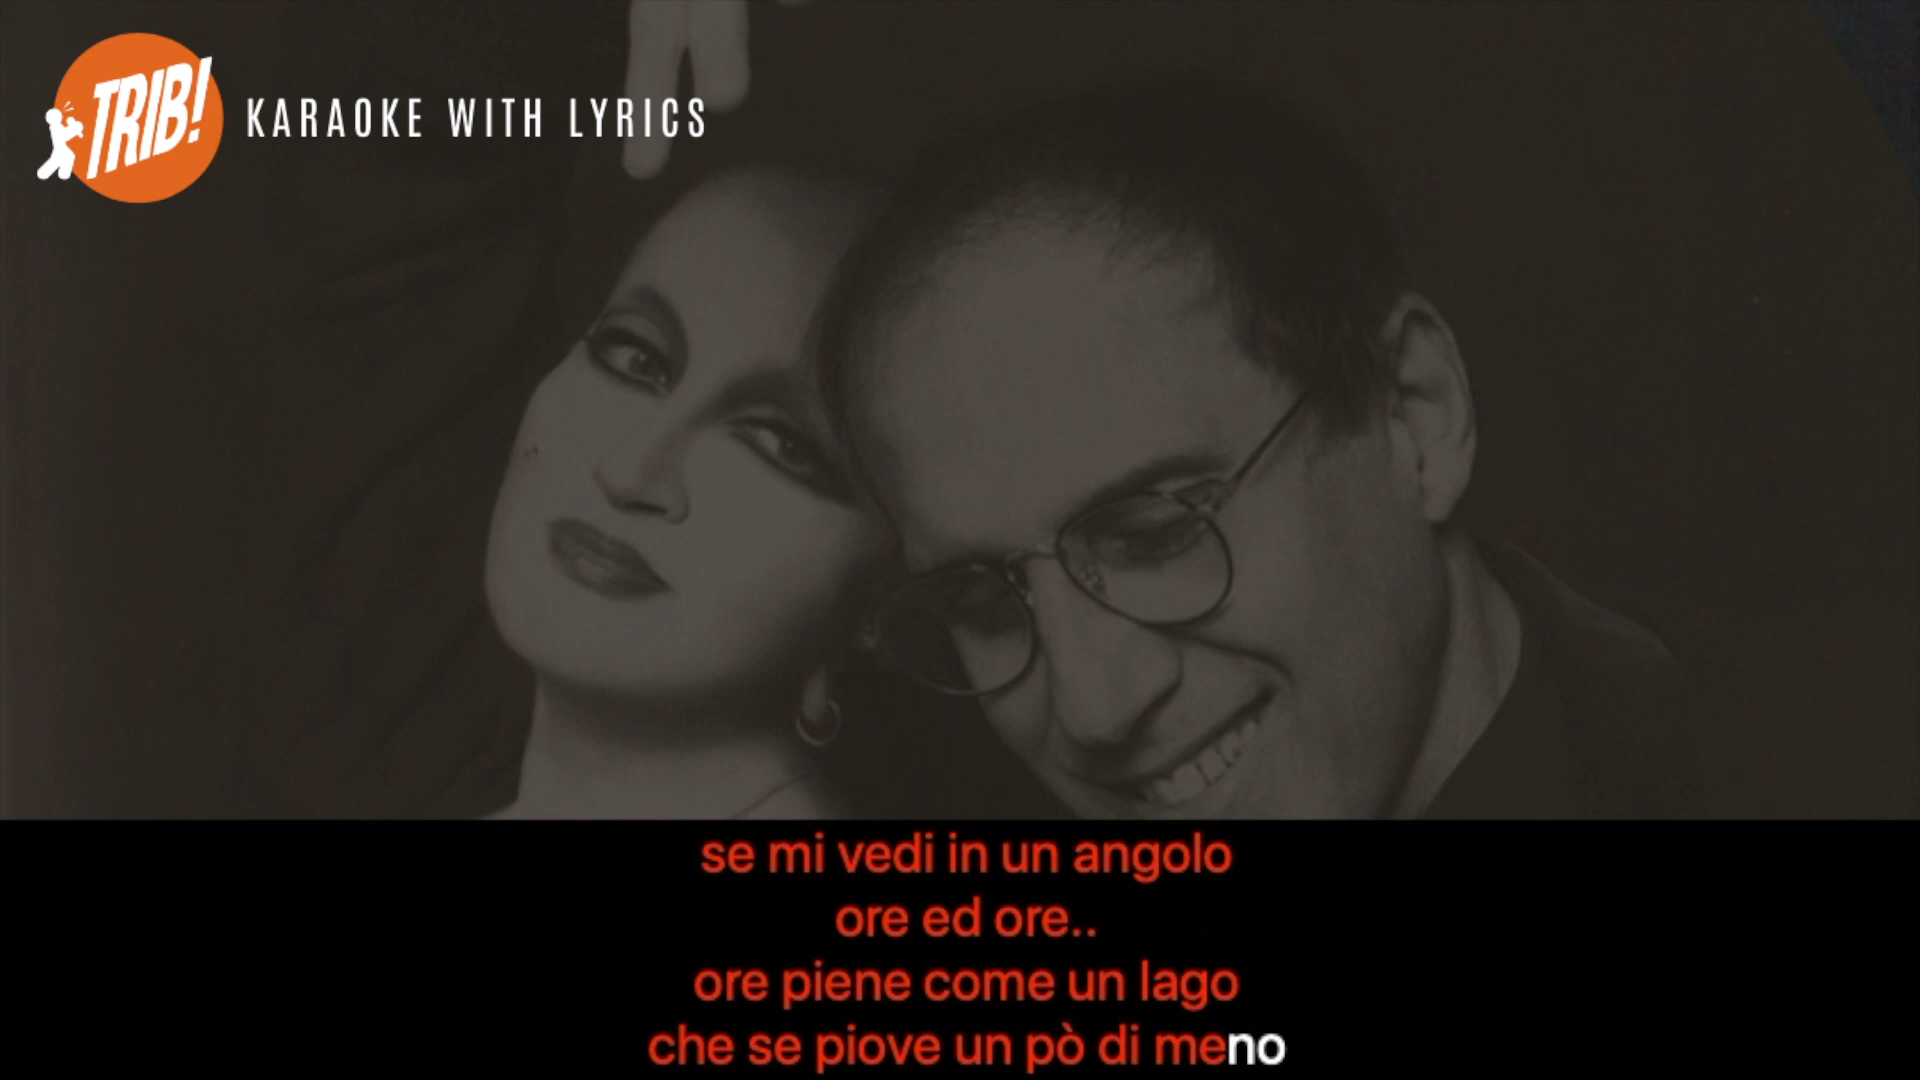 TRIB!
KARAOKE WITH LYRICS
se mi vedi in un angolo
ore ed ore..
ore piene come un lago
che se piove un pò di meno